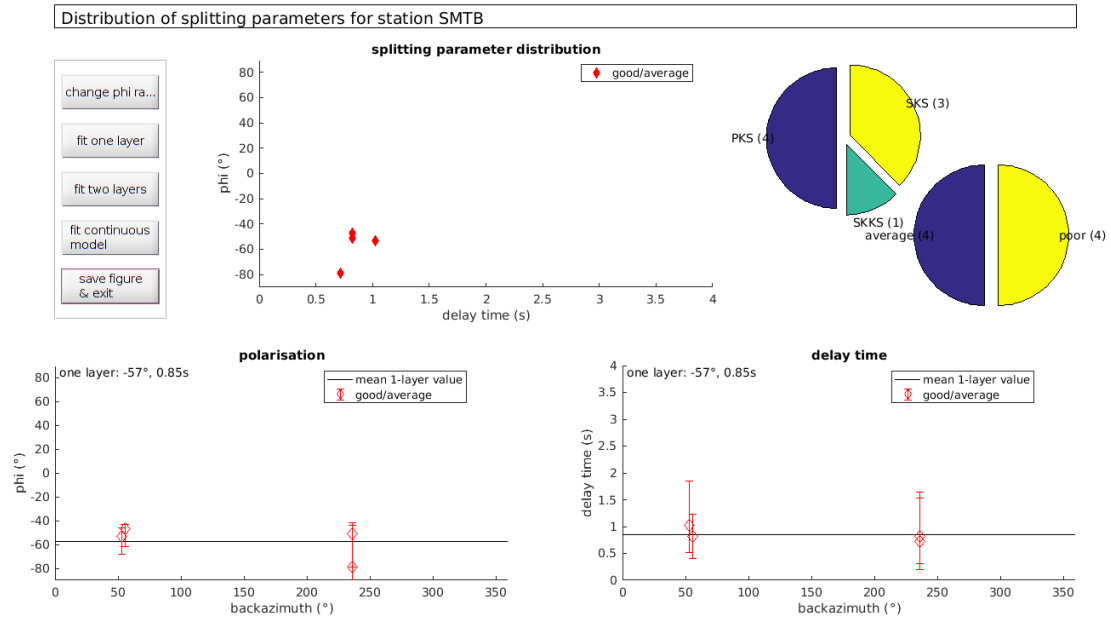 Distribution of splitting parameters for station SMTB
change phi ra...
fit one layer
fit two layers
fit continuous
model
save figure
& exit
splitting parameter distribution
good/average
phi (°)
80
60
40
20
0
-20
-40
-60
-80
0 0.5 1 1.5 2 2.5 3 3.5 4
delay time (s)
SKS (3)
PKS (4)
SKKS (1)
average (4)
poor (4)
polarisation
one layer: -57°, 0.85s
mean 1-layer value
good/average
phi (°)
80
60
40
20
0
-20
-40
-60
-80
0 50 100 150 200 250 300 350
backazimuth (°)
delay time
one layer: -57°, 0.85s
mean 1-layer value
good/average
delay time (s)
4
3.5
3
2.5
2
1.5
1
0.5
0
0 50 100 150 200 250 300 350
backazimuth (°)